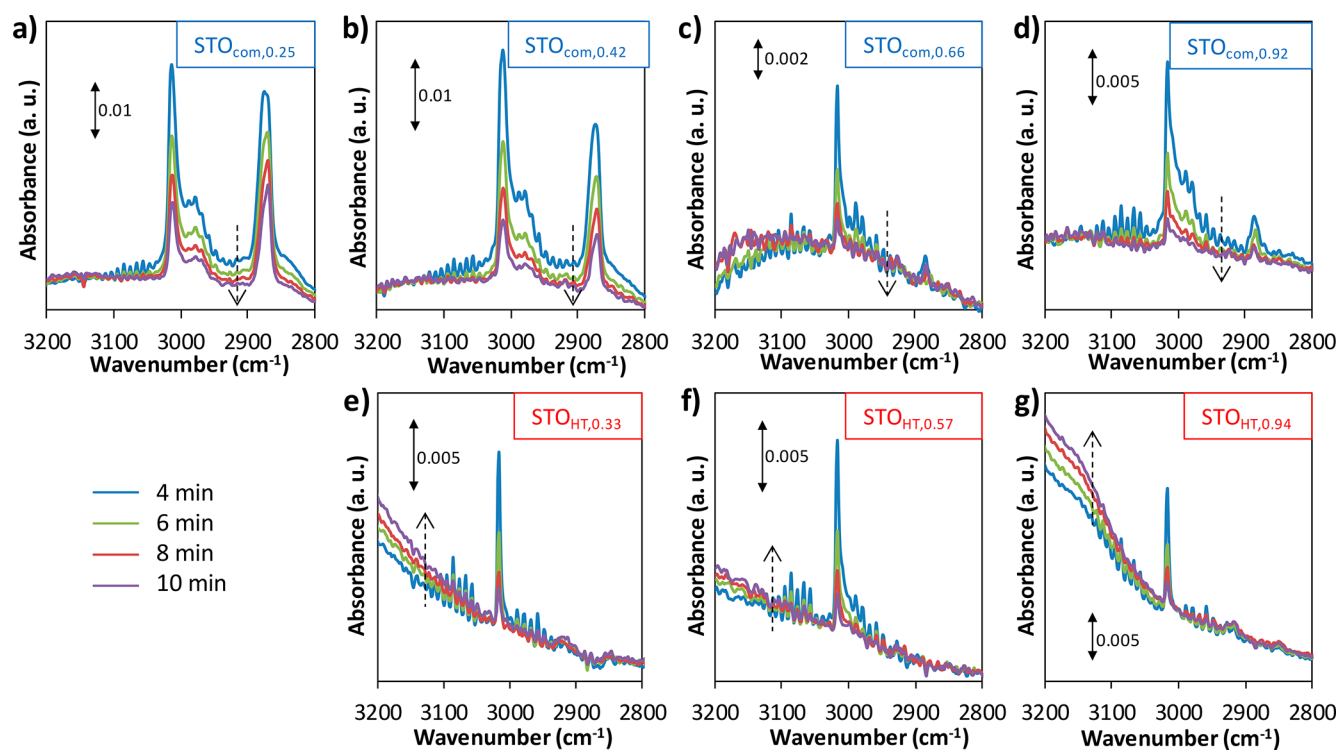 a)
STOcom,0.25
0.01
Absorbance (a. u.)
3200 3100 3000 2900 2800
Wavenumber (cm-1)
b)
STOcom,0.42
0.01
Absorbance (a. u.)
3200 3100 3000 2900 2800
Wavenumber (cm-1)
c)
STOcom,0.66
0.002
Absorbance (a. u.)
3200 3100 3000 2900 2800
Wavenumber (cm-1)
d)
STOcom,0.92
0.005
Absorbance (a. u.)
3200 3100 3000 2900 2800
Wavenumber (cm-1)
4 min
6 min
8 min
10 min
e)
STOHT,0.33
0.005
Absorbance (a. u.)
3200 3100 3000 2900 2800
Wavenumber (cm-1)
f)
STOHT,0.57
0.005
Absorbance (a. u.)
3200 3100 3000 2900 2800
Wavenumber (cm-1)
g)
STOHT,0.94
0.005
Absorbance (a. u.)
3200 3100 3000 2900 2800
Wavenumber (cm-1)